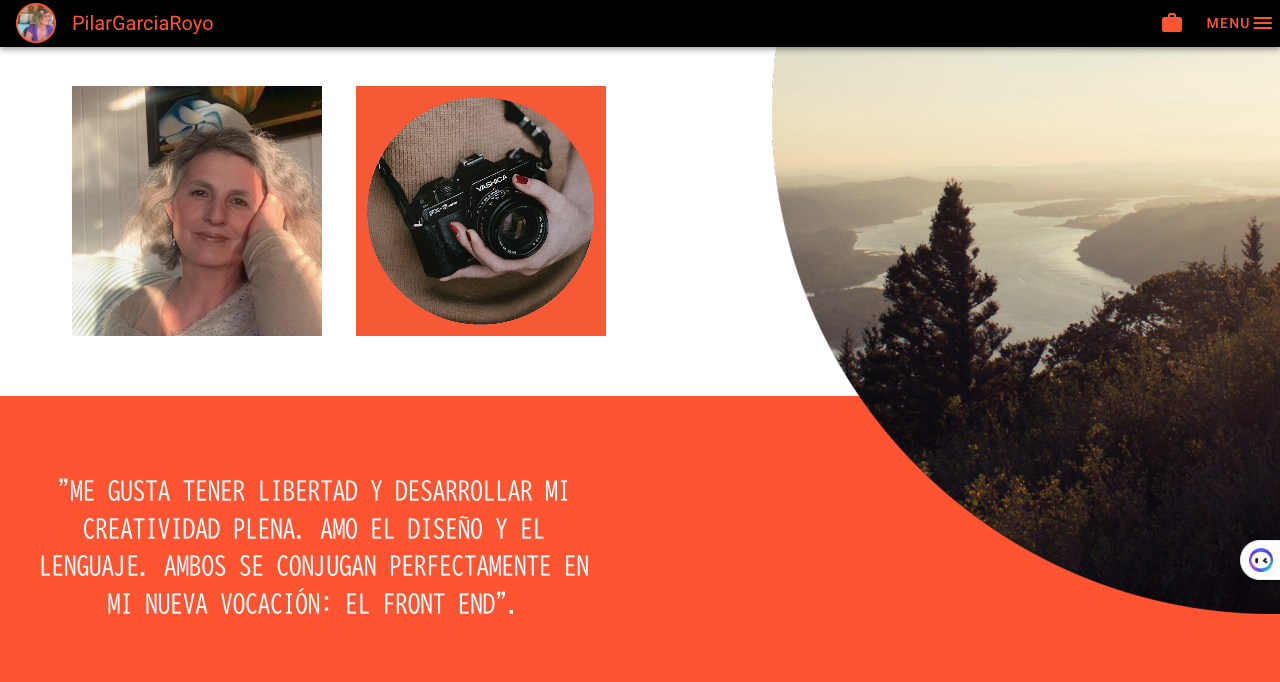 PilarGarciaRoyo
MENU
YASHICA
”ME GUSTA TENER LIBERTAD Y DESARROLLAR MI
CREATIVIDAD PLENA. AMO EL DISEÑO Y EL
LENGUAJE. AMBOS SE CONJUGAN PERFECTAMENTE EN
MI NUEVA VOCACIÓN: EL FRONT END”.